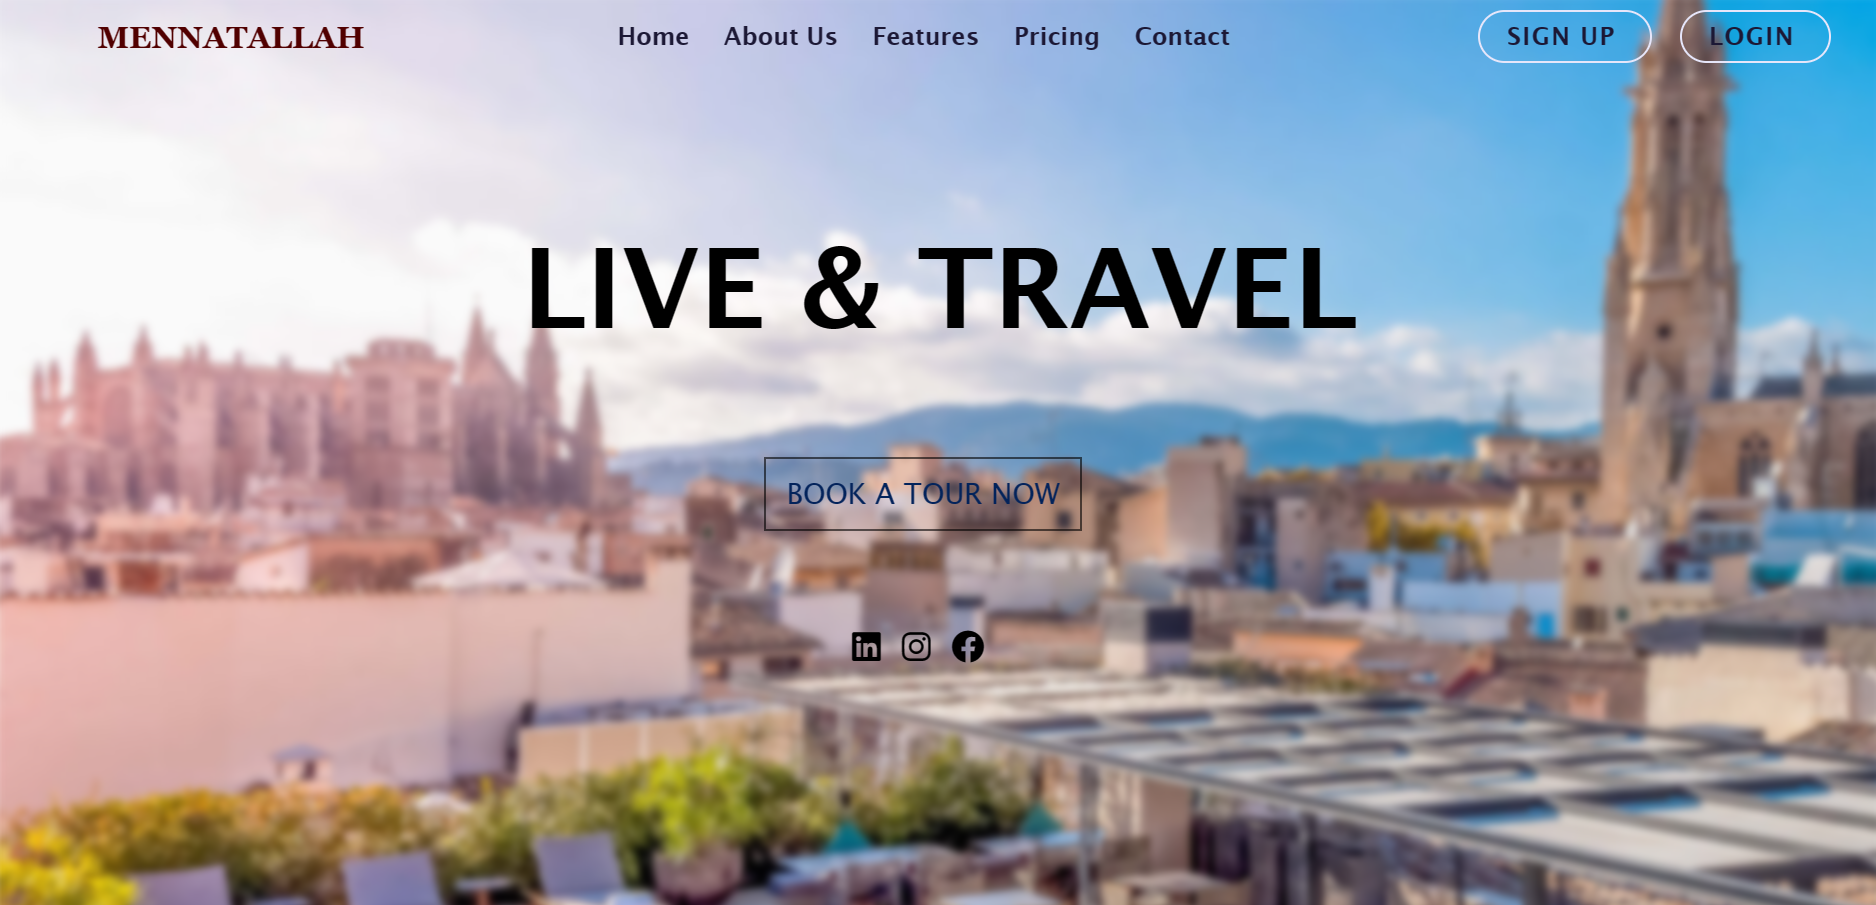 MENNATALLAH
Home About Us Features Pricing Contact
SIGN UP LOGIN
LIVE & TRAVEL
BOOK A TOUR NOW